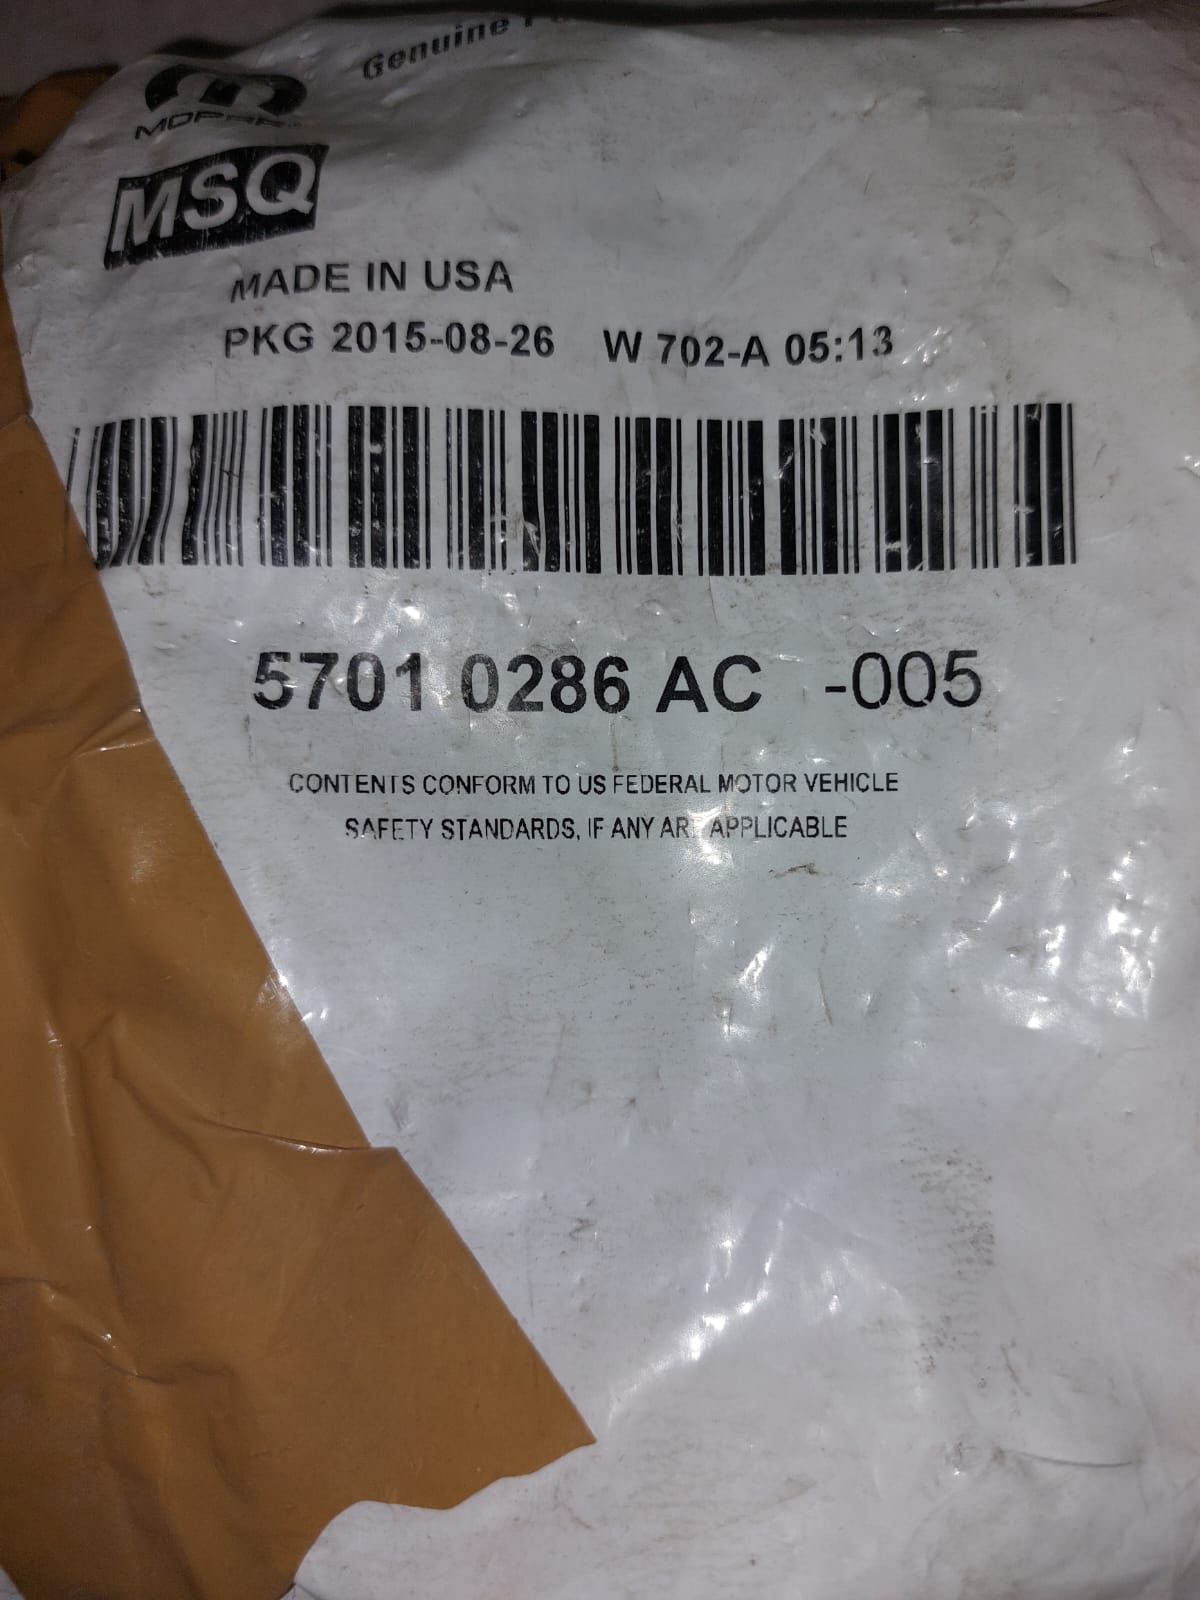 Genuine
MOPAR
MSQ
MADE IN USA
PKG 2015-08-26 W 702-A 05:13
5701 0286 AC -005
CONTENTS CONFORM TO US FEDERAL MOTOR VEHICLE
SAFETY STANDARDS, IF ANY ARE APPLICABLE